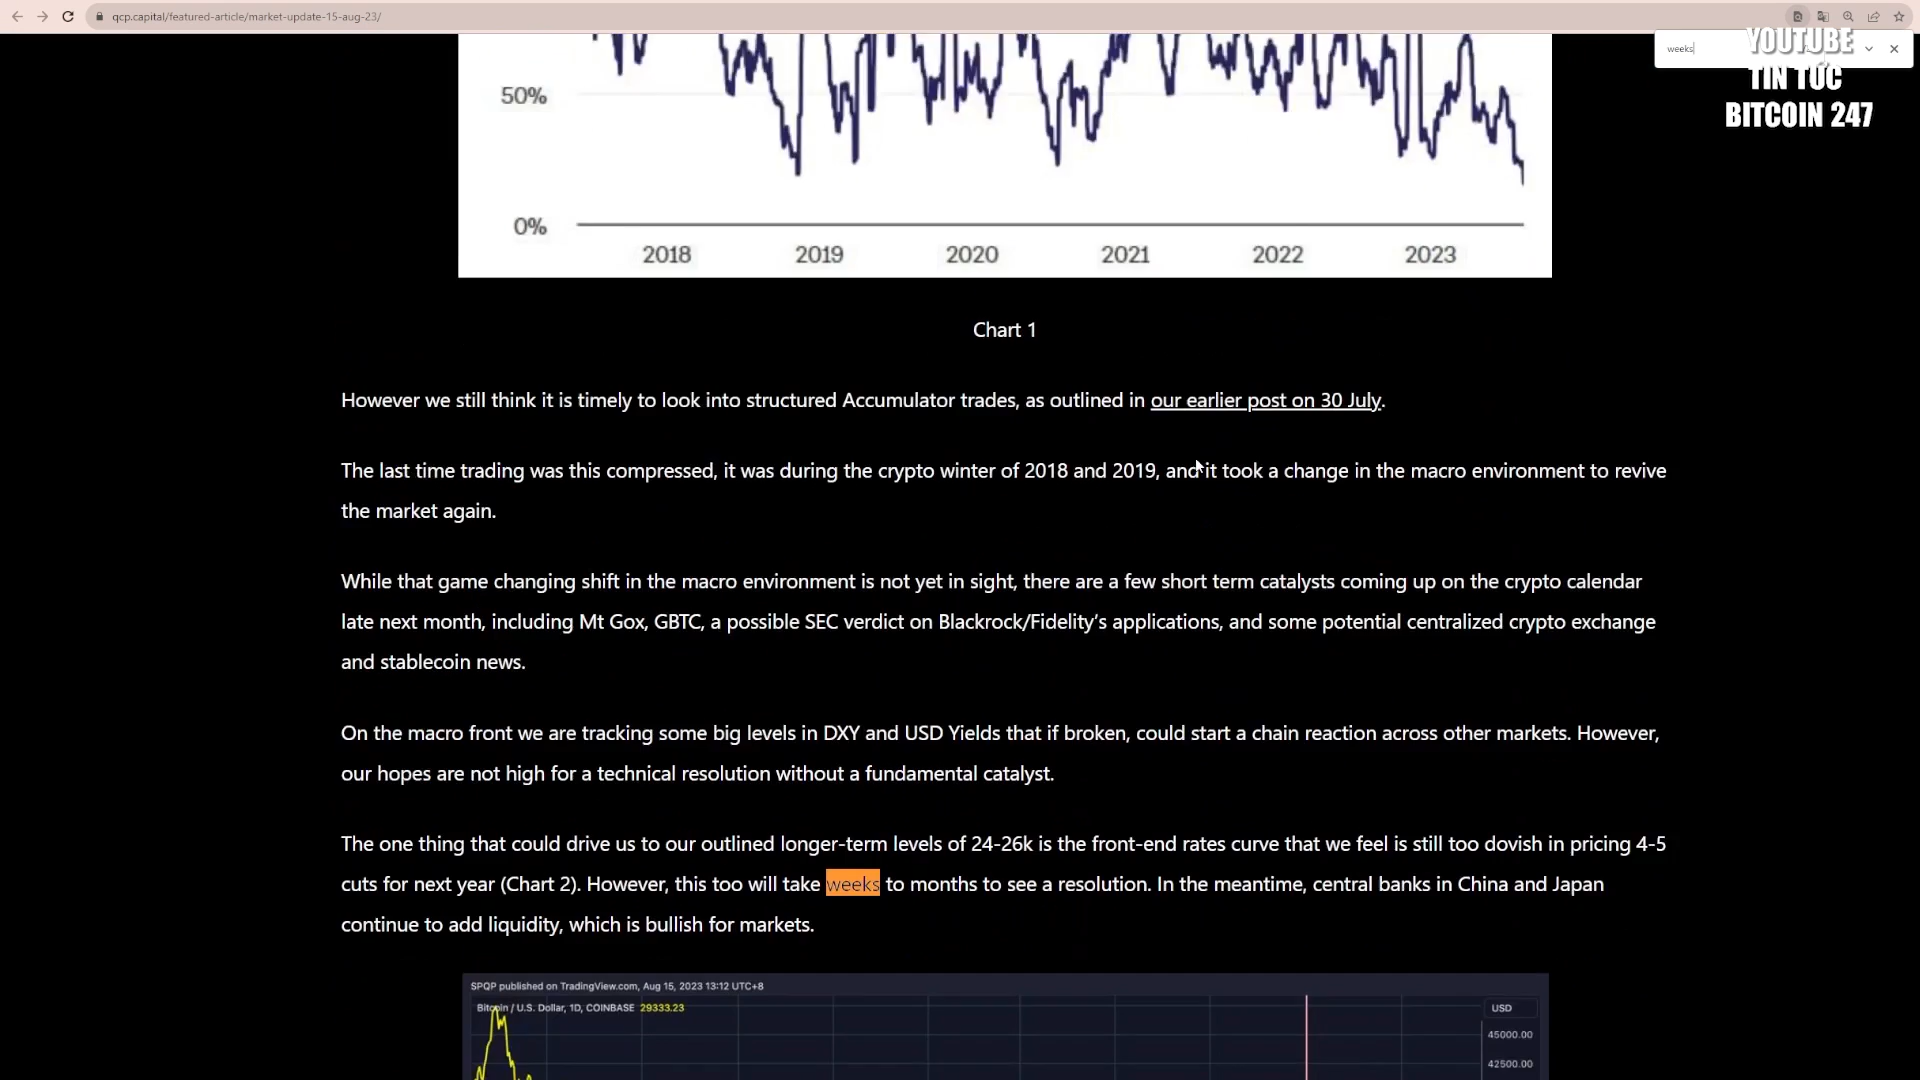 qcp.capital/featured-article/market-update-15-aug-23/
weeks
YOUTUBE
TIN TUC
BITCOIN 247
50%
0%
2018 2019 2020 2021 2022 2023
Chart 1
However we still think it is timely to look into structured Accumulator trades, as outlined in our earlier post on 30 July.
The last time trading was this compressed, it was during the crypto winter of 2018 and 2019, and it took a change in the macro environment to revive
the market again.
While that game changing shift in the macro environment is not yet in sight, there are a few short term catalysts coming up on the crypto calendar
late next month, including Mt Gox, GBTC, a possible SEC verdict on Blackrock/Fidelity’s applications, and some potential centralized crypto exchange
and stablecoin news.
On the macro front we are tracking some big levels in DXY and USD Yields that if broken, could start a chain reaction across other markets. However,
our hopes are not high for a technical resolution without a fundamental catalyst.
The one thing that could drive us to our outlined longer-term levels of 24-26k is the front-end rates curve that we feel is still too dovish in pricing 4-5
cuts for next year (Chart 2). However, this too will take weeks to months to see a resolution. In the meantime, central banks in China and Japan
continue to add liquidity, which is bullish for markets.
SPQP published on TradingView.com, Aug 15, 2023 13:12 UTC+8
Bitcoin / U.S. Dollar, 1D, COINBASE 29333.23
USD
45000.00
42500.00